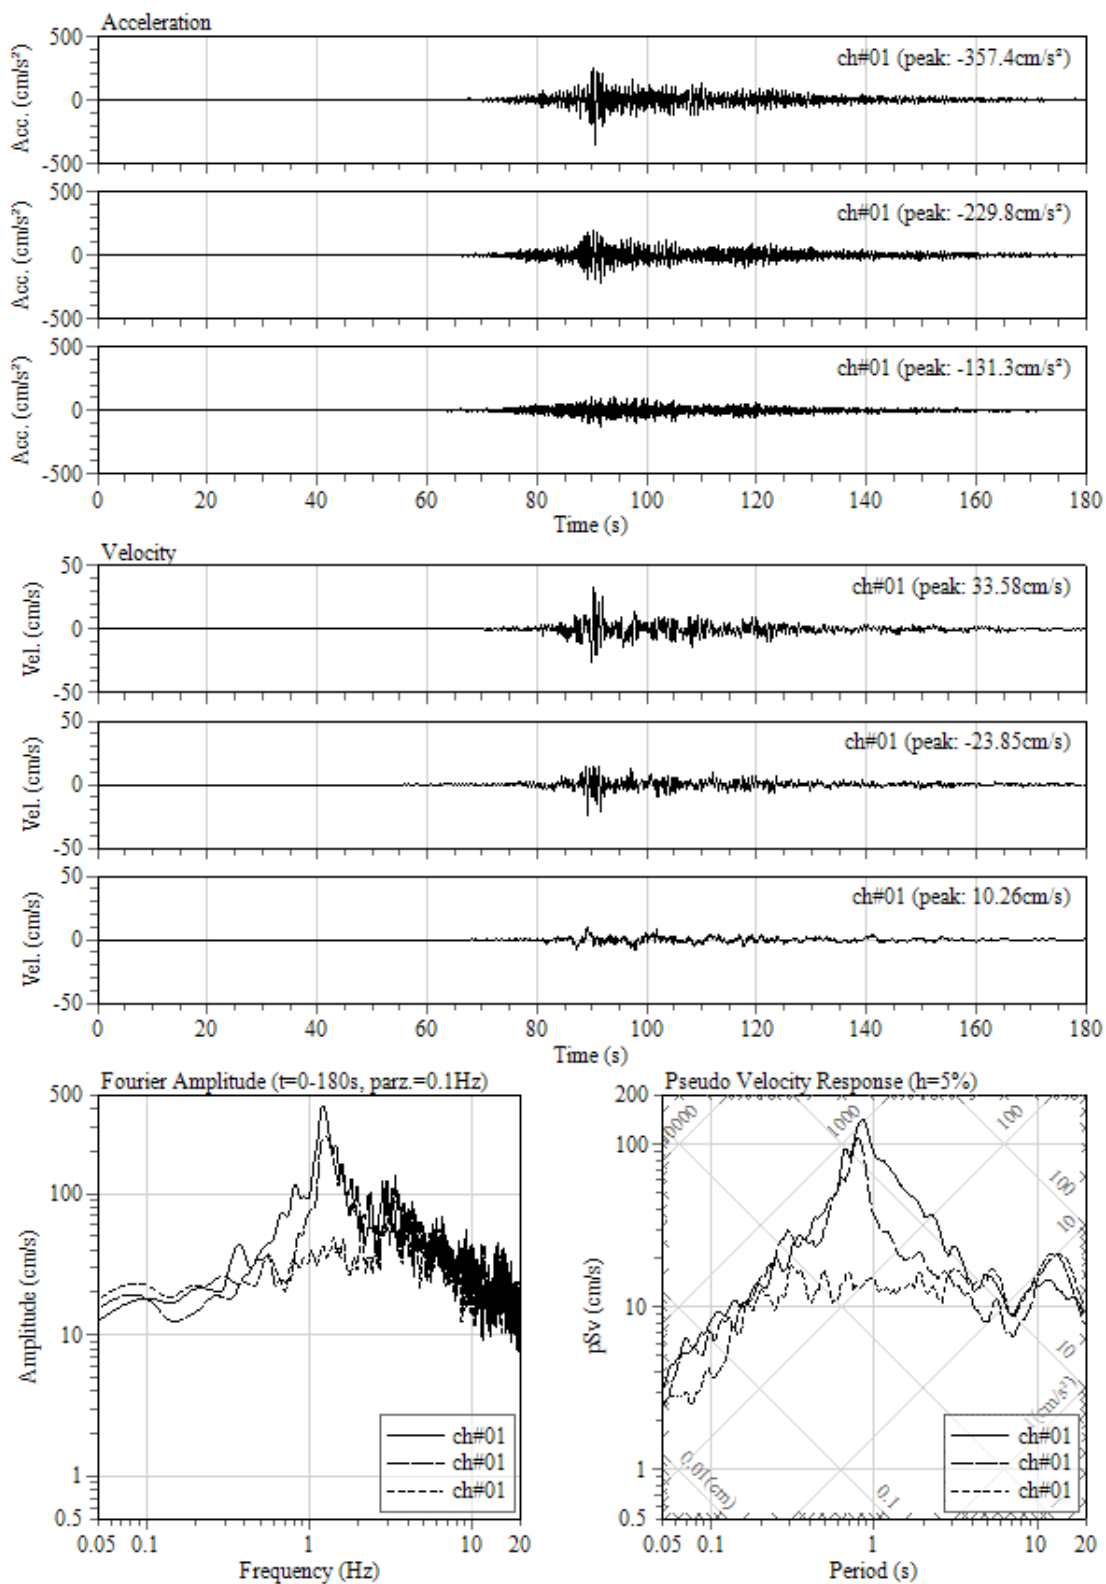 Acceleration
500
0
-500
Acc. (cm/s²)
ch#01 (peak: -357.4cm/s²)
500
0
-500
Acc. (cm/s²)
ch#01 (peak: -229.8cm/s²)
500
0
-500
Acc. (cm/s²)
ch#01 (peak: -131.3cm/s²)
0 20 40 60 80 100 120 140 160 180
Time (s)
Velocity
50
0
-50
Vel. (cm/s)
ch#01 (peak: 33.58cm/s)
50
0
-50
Vel. (cm/s)
ch#01 (peak: -23.85cm/s)
50
0
-50
Vel. (cm/s)
ch#01 (peak: 10.26cm/s)
0 20 40 60 80 100 120 140 160 180
Time (s)
Fourier Amplitude (t=0-180s, parz.=0.1Hz)
500
100
10
1
0.5
Amplitude (cm/s)
ch#01
ch#01
ch#01
0.05 0.1 1 10 20
Frequency (Hz)
Pseudo Velocity Response (h=5%)
200
100
10
1
0.5
pSv (cm/s)
1000
100
100
10
10
0.01(cm)
0.1
ch#01
ch#01
ch#01
0.05 0.1 1 10 20
Period (s)